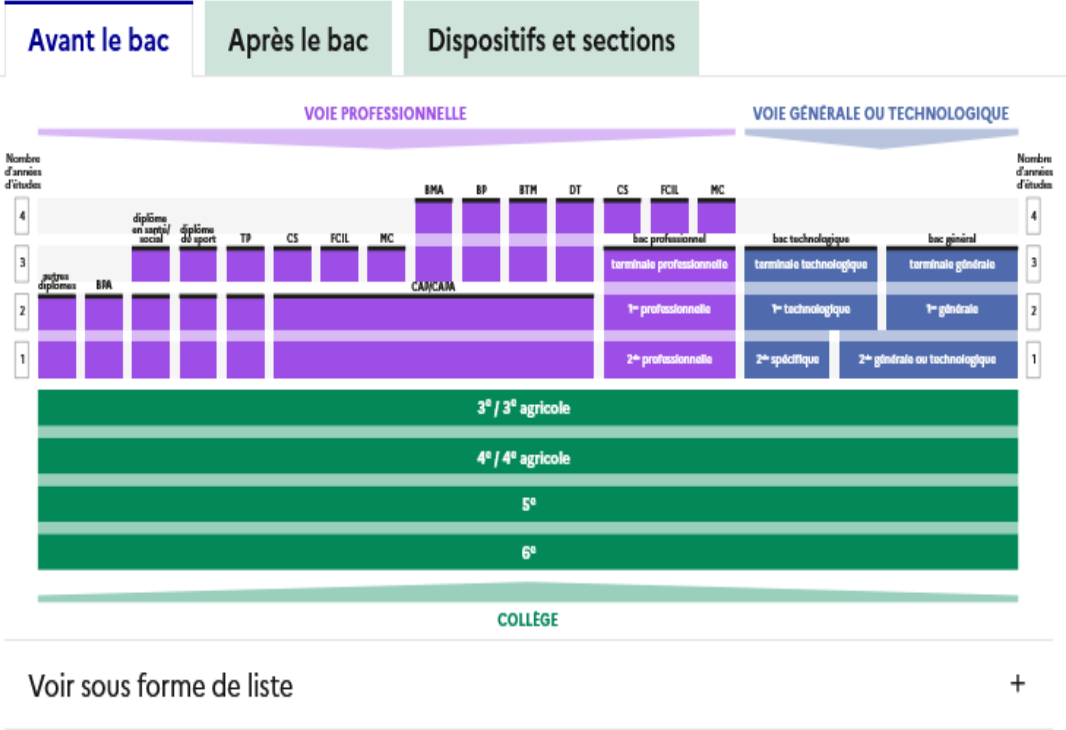 Avant le bac
Après le bac
Dispositifs et sections
VOIE PROFESSIONNELLE
VOIE GÉNÉRALE OU TECHNOLOGIQUE
Nombre
d'années
d'études
Nombre
d'années
d'études
BMA BP BTM DT CS FCIL MC
4
4
diplôme
en santé/
social
diplôme
du sport
TP CS FCIL MC
bac professionnel
bac technologique
bac général
3
terminale professionnelle
terminale technologique
terminale générale
3
autres
diplômes
BPA
CAP/CAPA
2
1re professionnelle
1re technologique
1re générale
2
1
2de professionnelle
2de spécifique
2de générale ou technologique
1
3e / 3e agricole
4e / 4e agricole
5e
6e
COLLÈGE
Voir sous forme de liste
+